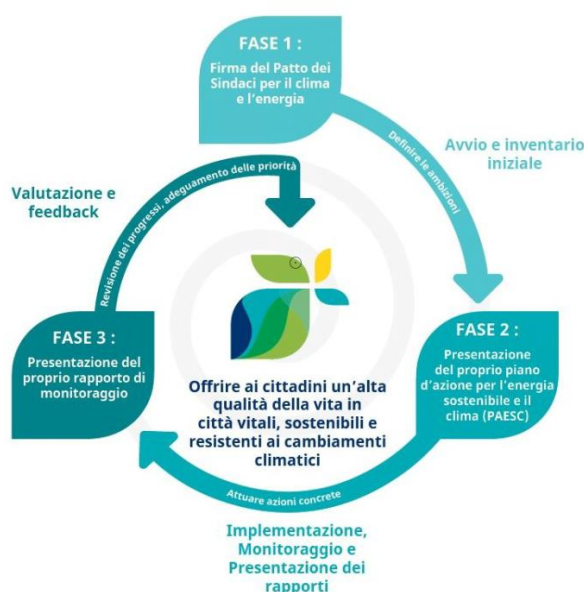 FASE 1 :
Firma del Patto dei
Sindaci per il clima
e l'energia
Definire le ambizioni
Avvio e inventario
iniziale
FASE 2 :
Presentazione
del proprio piano
d'azione per l'energia
sostenibile e il
clima (PAESC)
Attuare azioni concrete
Implementazione,
Monitoraggio e
Presentazione dei
rapporti
FASE 3 :
Presentazione del
proprio rapporto di
monitoraggio
Revisione dei progressi, adeguamento delle priorità
Valutazione e
feedback
Offrire ai cittadini un'alta
qualità della vita in
città vitali, sostenibili e
resistenti ai cambiamenti
climatici